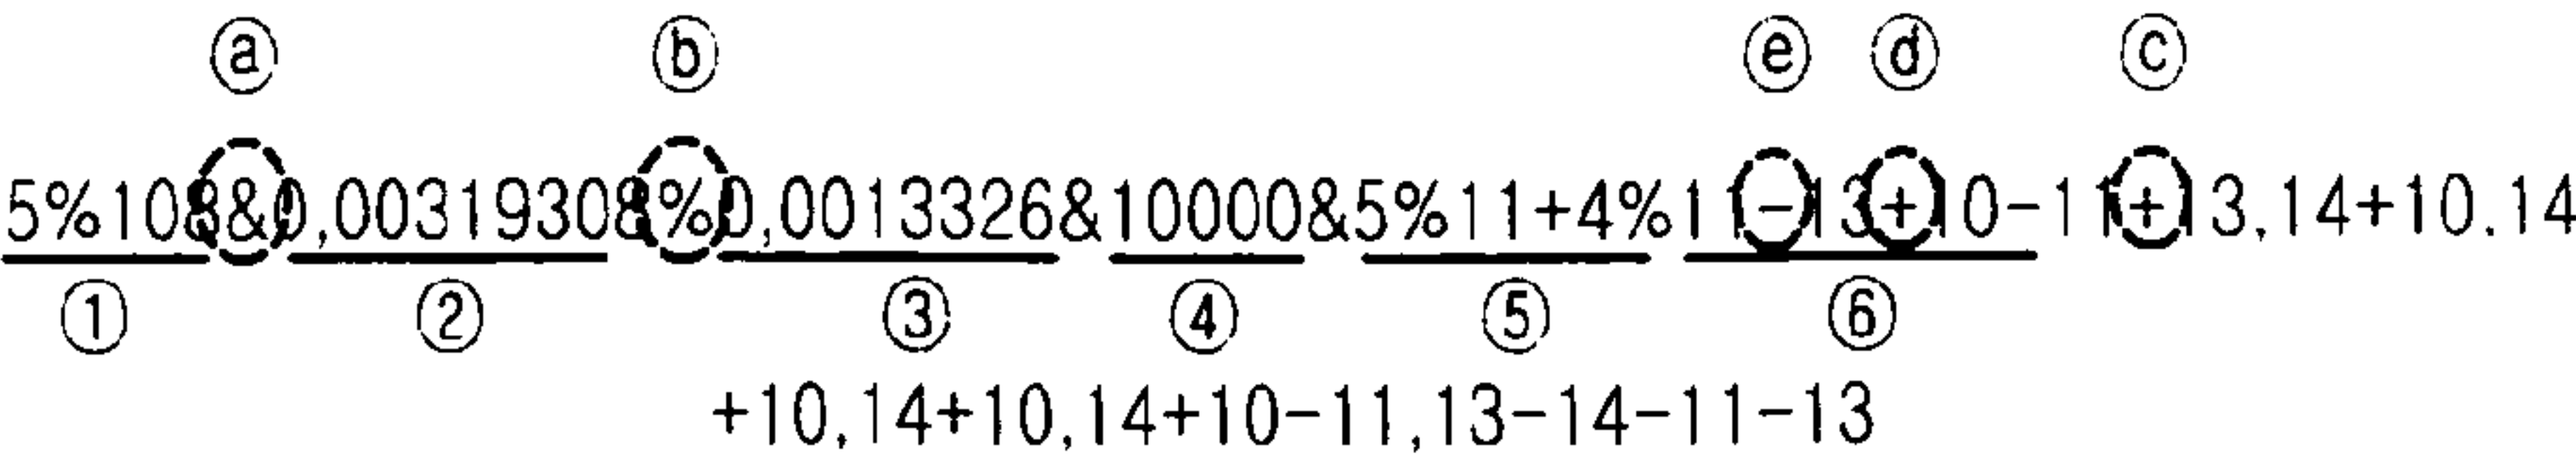 ⓐ ⓑ ⓔ ⓓ ⓒ
5%108&0,00319308%0,0013326&10000&5%11+4%11-13+10-11+13,14+10.14
① ② ③ ④ ⑤ ⑥
+10,14+10,14+10-11,13-14-11-13